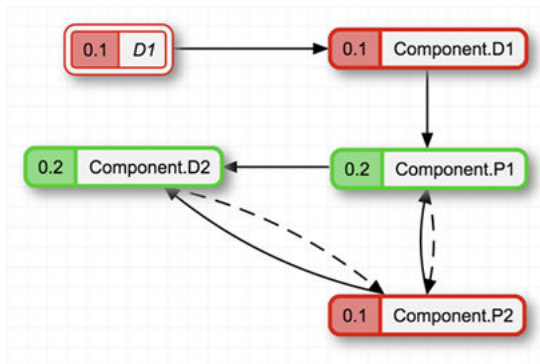 0.1 D1
0.1 Component.D1
0.2 Component.D2
0.2 Component.P1
0.1 Component.P2